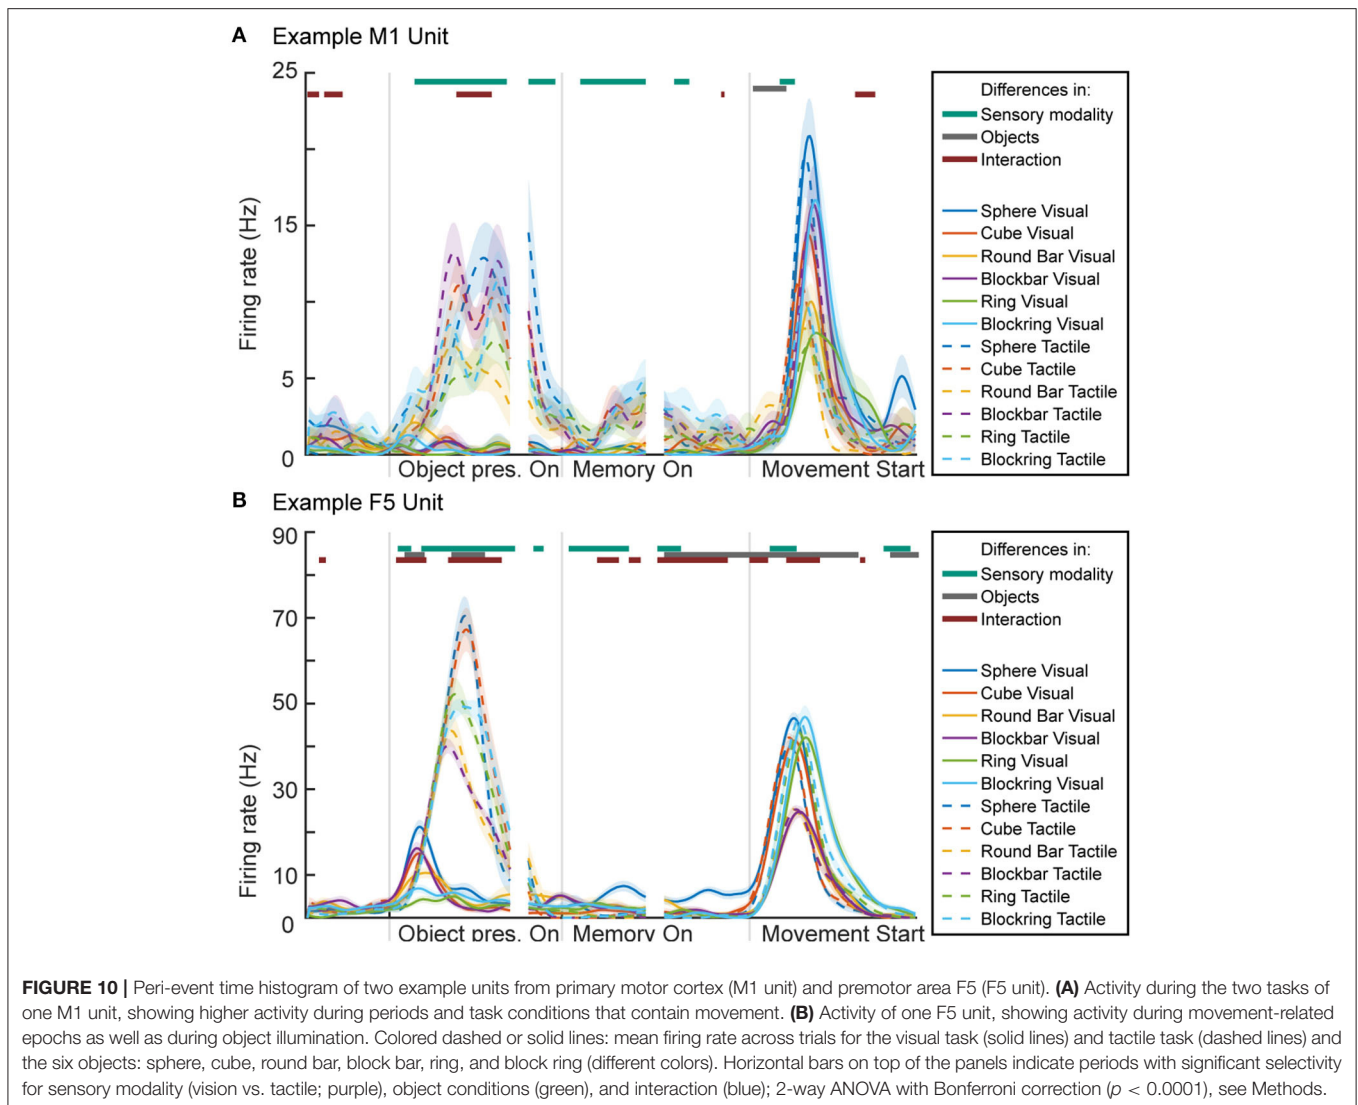 A Example M1 Unit
25
15
5
0
Firing rate (Hz)
Object pres. On Memory On Movement Start
Differences in:
Sensory modality
Objects
Interaction
Sphere Visual
Cube Visual
Round Bar Visual
Blockbar Visual
Ring Visual
Blockring Visual
Sphere Tactile
Cube Tactile
Round Bar Tactile
Blockbar Tactile
Ring Tactile
Blockring Tactile
B Example F5 Unit
90
70
50
30
10
0
Firing rate (Hz)
Object pres. On Memory On Movement Start
Differences in:
Sensory modality
Objects
Interaction
Sphere Visual
Cube Visual
Round Bar Visual
Blockbar Visual
Ring Visual
Blockring Visual
Sphere Tactile
Cube Tactile
Round Bar Tactile
Blockbar Tactile
Ring Tactile
Blockring Tactile
FIGURE 10 | Peri-event time histogram of two example units from primary motor cortex (M1 unit) and premotor area F5 (F5 unit). (A) Activity during the two tasks of
one M1 unit, showing higher activity during periods and task conditions that contain movement. (B) Activity of one F5 unit, showing activity during movement-related
epochs as well as during object illumination. Colored dashed or solid lines: mean firing rate across trials for the visual task (solid lines) and tactile task (dashed lines) and
the six objects: sphere, cube, round bar, block bar, ring, and block ring (different colors). Horizontal bars on top of the panels indicate periods with significant selectivity
for sensory modality (vision vs. tactile; purple), object conditions (green), and interaction (blue); 2-way ANOVA with Bonferroni correction (p < 0.0001), see Methods.